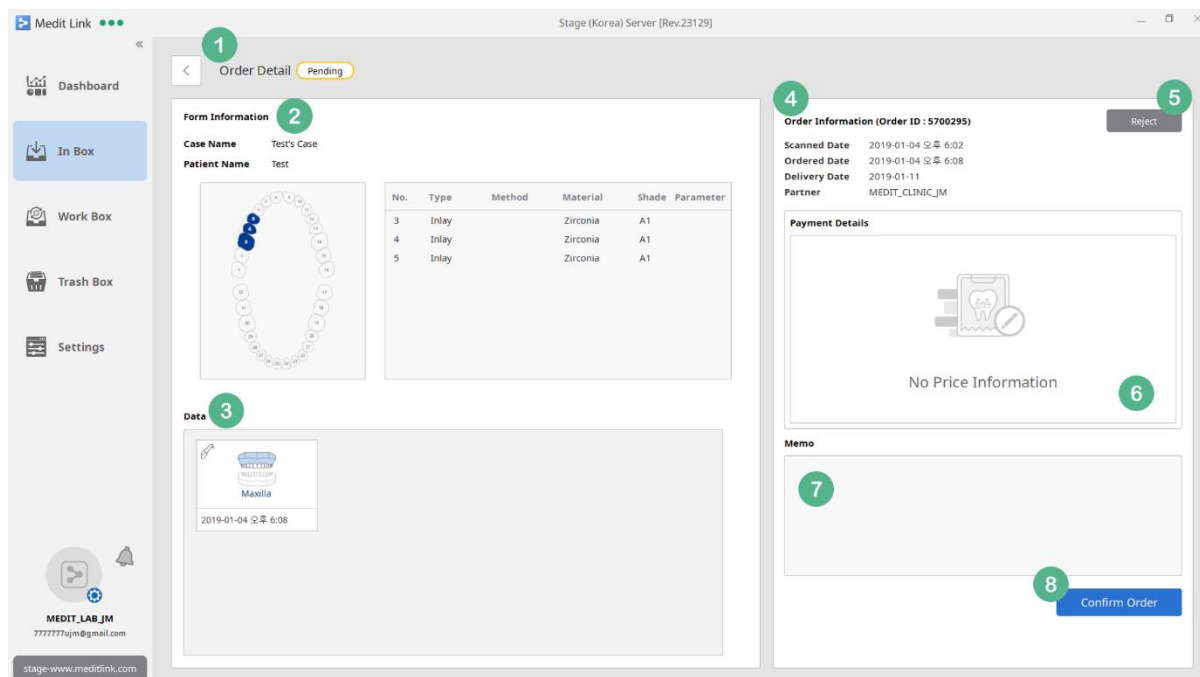 Medit Link
Stage (Korea) Server [Rev.23129]
«
1
Order Detail Pending
Dashboard
In Box
Work Box
Trash Box
Settings
MEDIT_LAB_JM
7777777ujm@gmail.com
stage-www.meditlink.com
Form Information 2
Case Name Test's Case
Patient Name Test
No. Type Method Material Shade Parameter
3 Inlay Zirconia A1
4 Inlay Zirconia A1
5 Inlay Zirconia A1
Data 3
Maxilla
2019-01-04 오후 6:08
4
5
Order Information (Order ID : 5700295)
Reject
Scanned Date 2019-01-04 오후 6:02
Ordered Date 2019-01-04 오후 6:08
Delivery Date 2019-01-11
Partner MEDIT_CLINIC_JM
Payment Details
No Price Information
6
Memo
7
8
Confirm Order